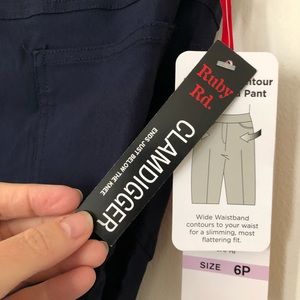 Ruby
Rd.
CLAMDIGGER
ENDS JUST BELOW THE KNEE
ontour
Pant
Wide Waistband
contours to your waist
for a slimming, most
flattering fit.
SIZE 6P